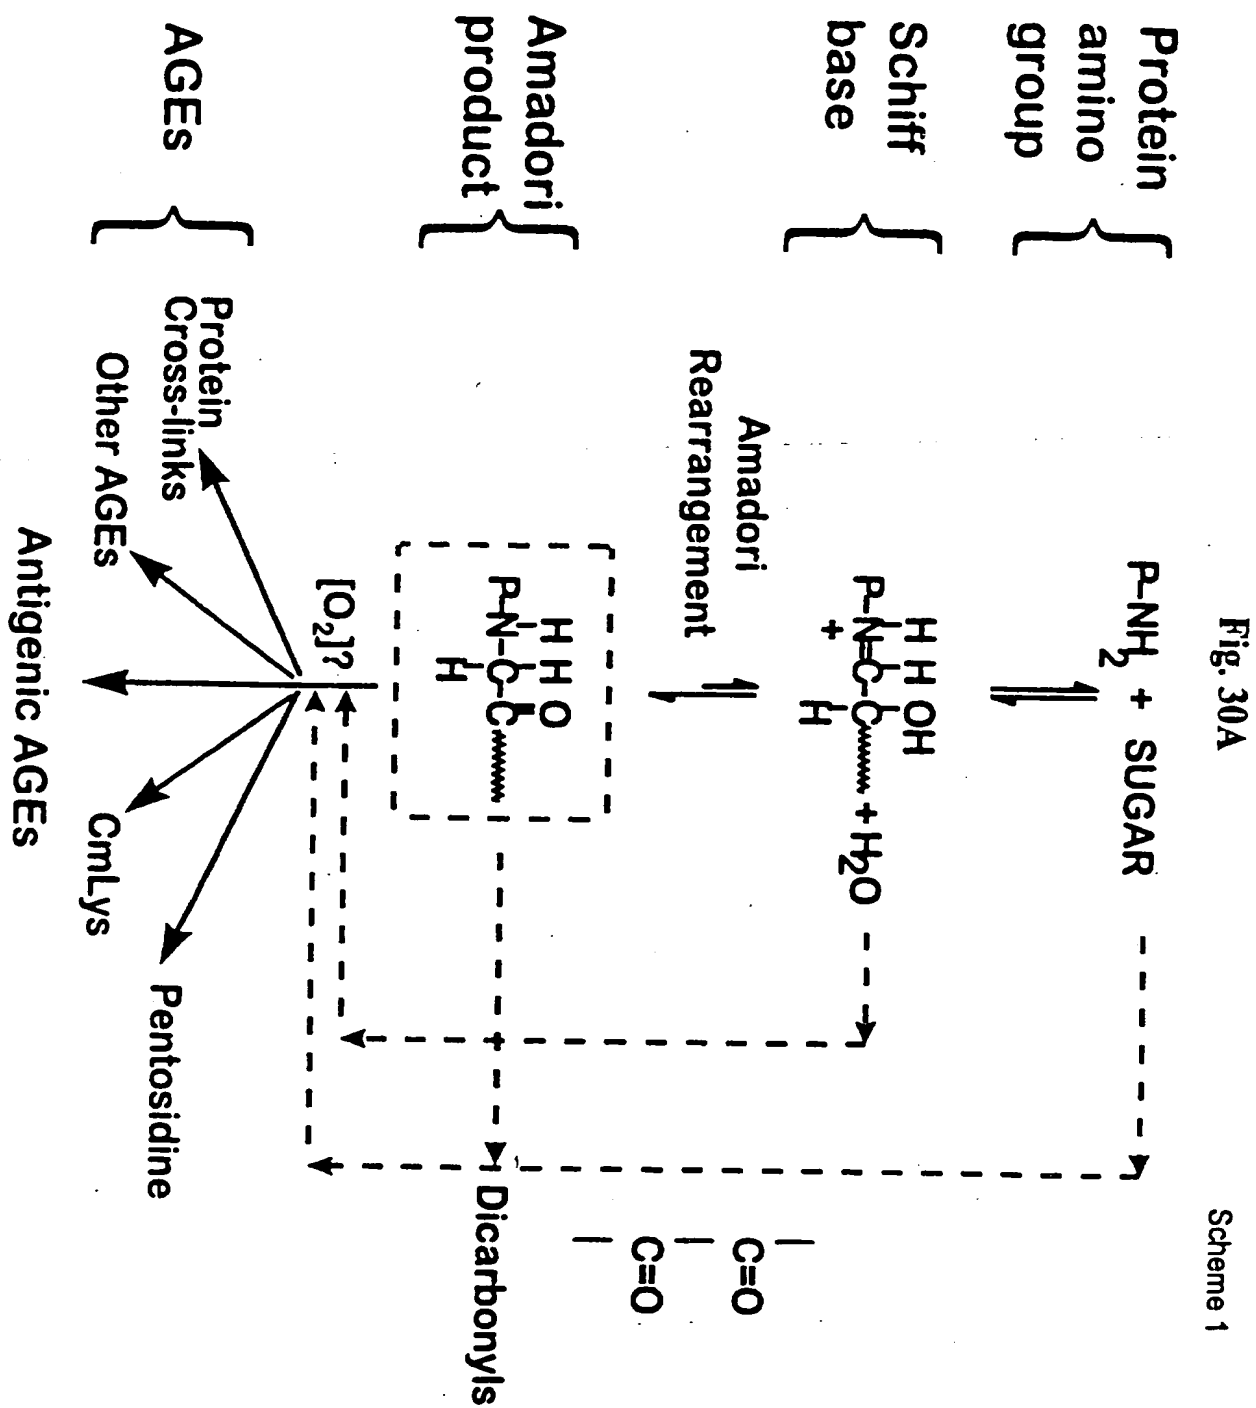 Fig. 30A
Scheme 1
Protein
amino
group
P-NH2 + SUGAR
Schiff
base
H H OH
P-N=C-C + H2O
+
H
Amadori
Rearrangement
C=O
C=O
Amadori
product
H H O
P-N-C-C
H
Dicarbonyls
[O2]?
AGEs
Protein
Cross-links
Other AGEs
Antigenic AGEs
CmLys
Pentosidine